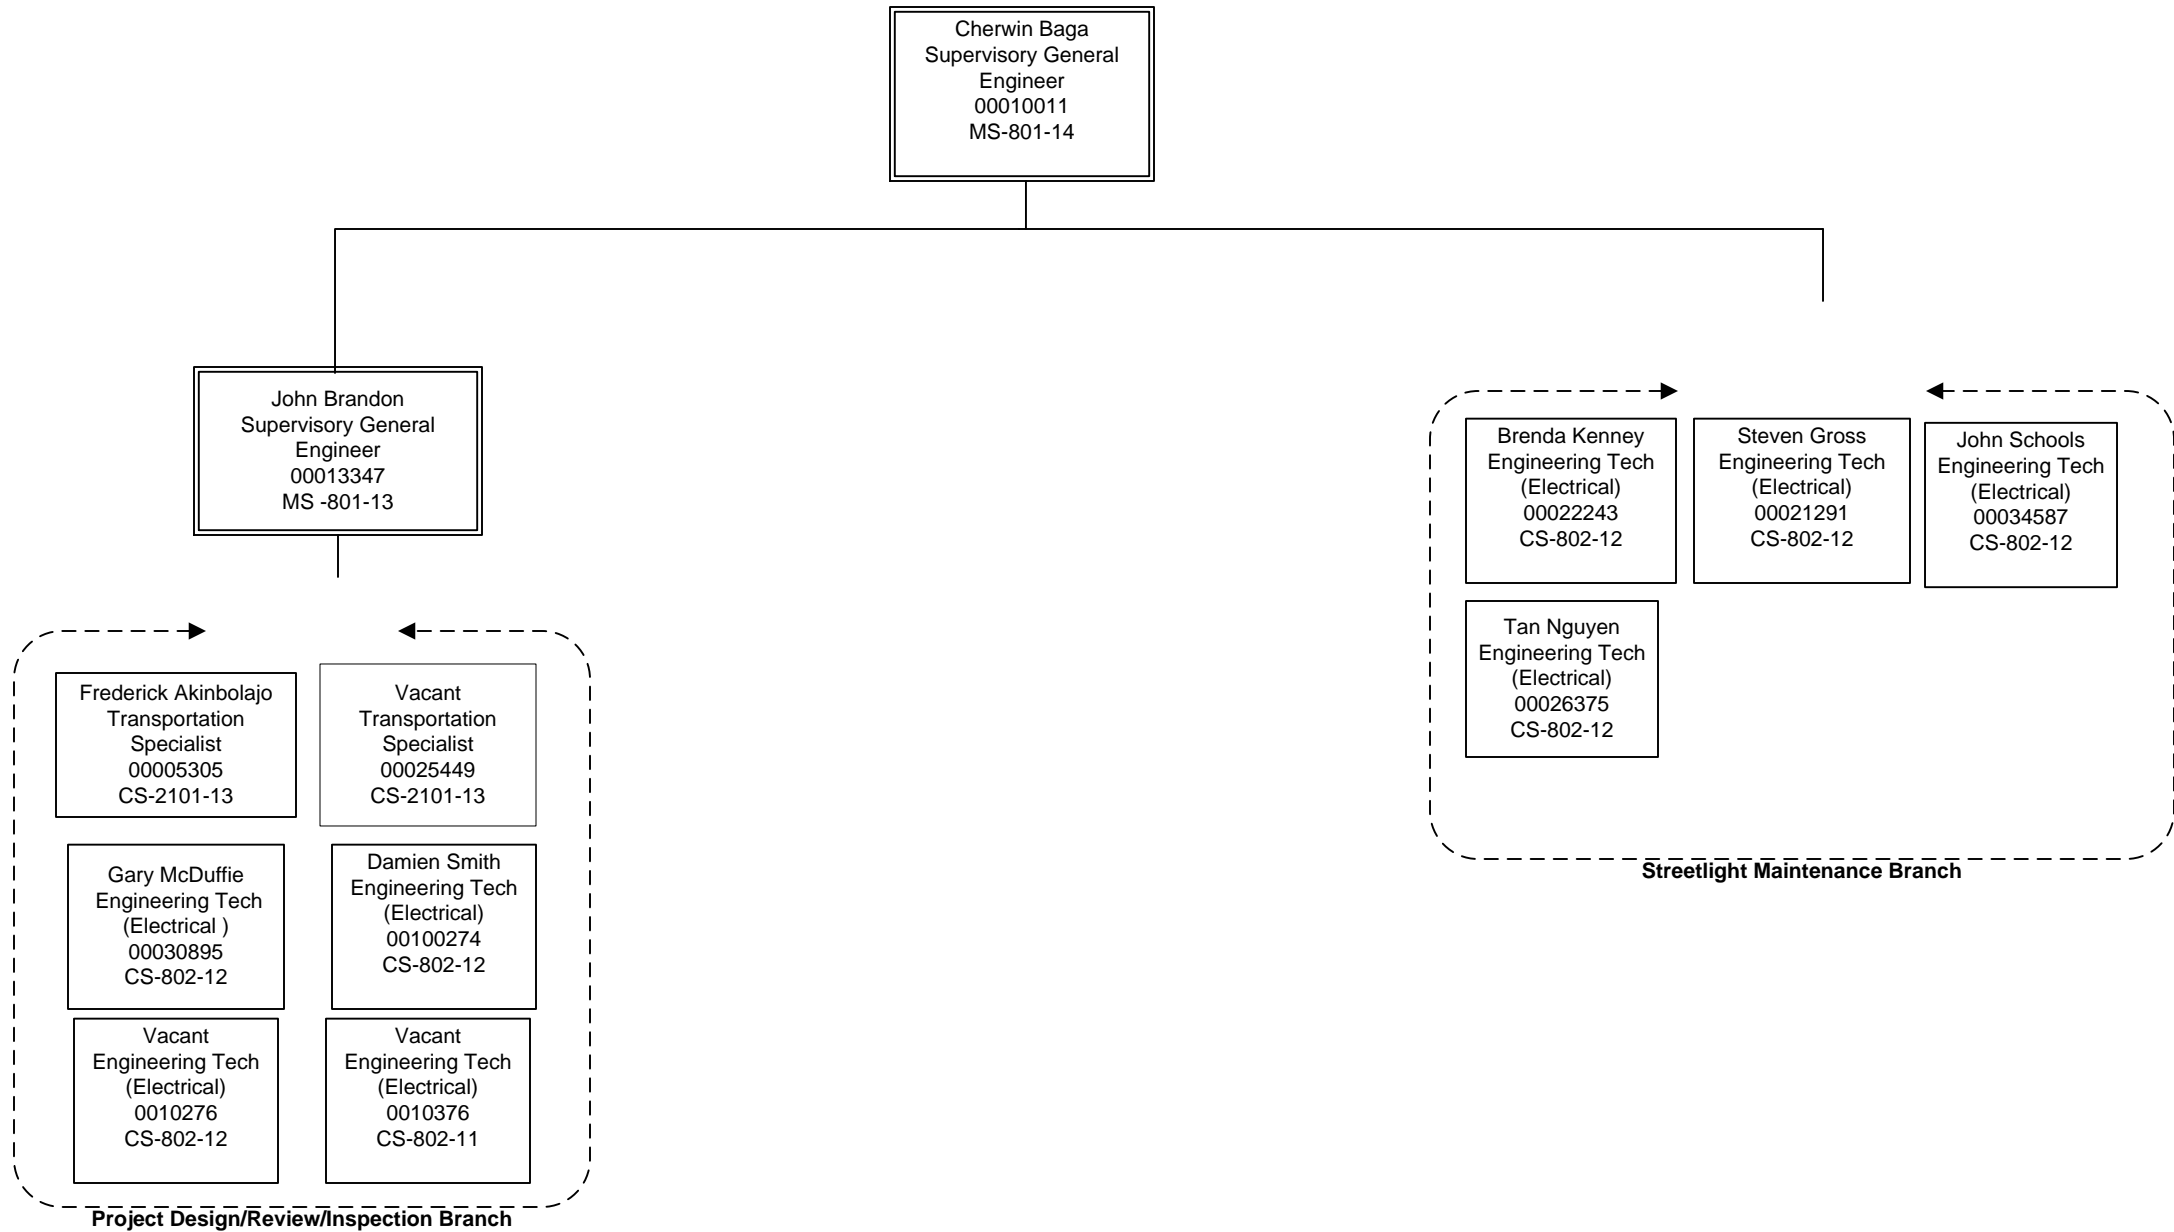 Cherwin Baga
Supervisory General
Engineer
00010011
MS-801-14
John Brandon
Supervisory General
Engineer
00013347
MS -801-13
Frederick Akinbolajo
Transportation
Specialist
00005305
CS-2101-13
Vacant
Transportation
Specialist
00025449
CS-2101-13
Gary McDuffie
Engineering Tech
(Electrical )
00030895
CS-802-12
Damien Smith
Engineering Tech
(Electrical)
00100274
CS-802-12
Vacant
Engineering Tech
(Electrical)
0010276
CS-802-12
Vacant
Engineering Tech
(Electrical)
0010376
CS-802-11
Project Design/Review/Inspection Branch
Brenda Kenney
Engineering Tech
(Electrical)
00022243
CS-802-12
Steven Gross
Engineering Tech
(Electrical)
00021291
CS-802-12
John Schools
Engineering Tech
(Electrical)
00034587
CS-802-12
Tan Nguyen
Engineering Tech
(Electrical)
00026375
CS-802-12
Streetlight Maintenance Branch